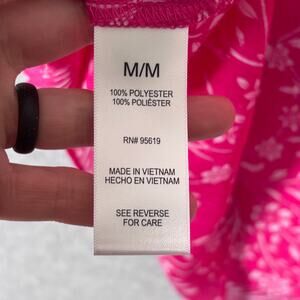 M/M
100% POLYESTER
100% POLIÉSTER
RN# 95619
MADE IN VIETNAM
HECHO EN VIETNAM
SEE REVERSE
FOR CARE